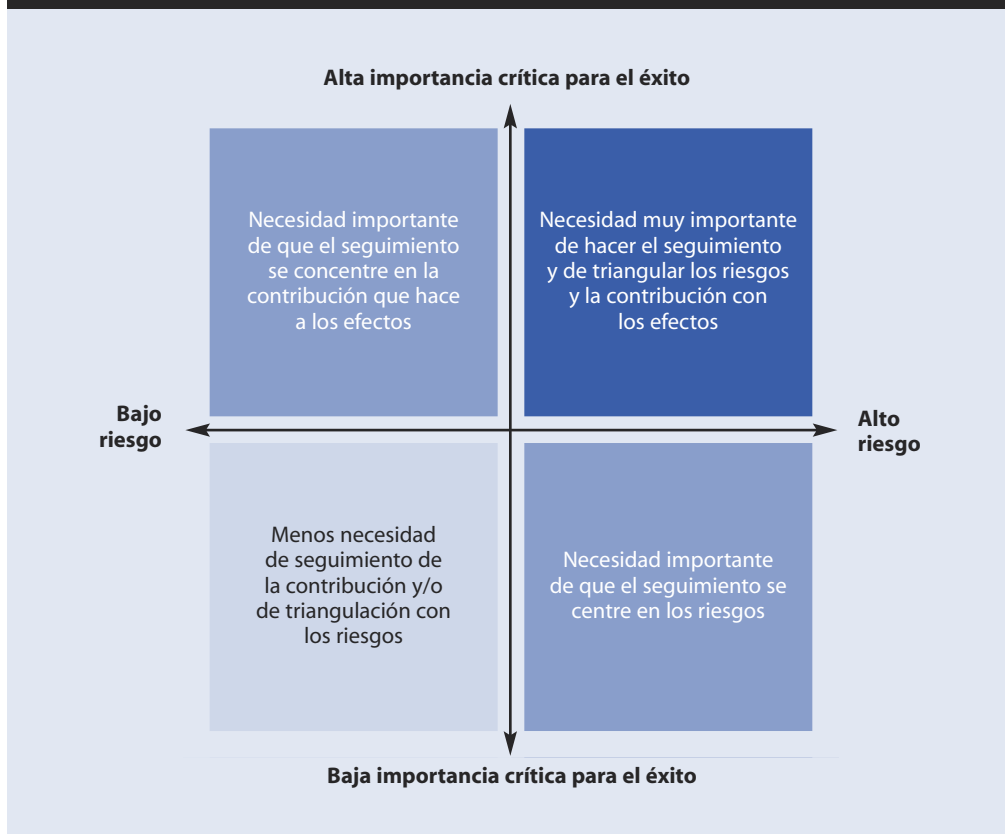 Alta importancia crítica para el éxito
Necesidad importante
de que el seguimiento
se concentre en la
contribución que hace
a los efectos
Necesidad muy importante
de hacer el seguimiento
y de triangular los riesgos
y la contribución con
los efectos
Bajo
riesgo
Alto
riesgo
Menos necesidad
de seguimiento de
la contribución y/o
de triangulación con
los riesgos
Necesidad importante
de que el seguimiento se
centre en los riesgos
Baja importancia crítica para el éxito